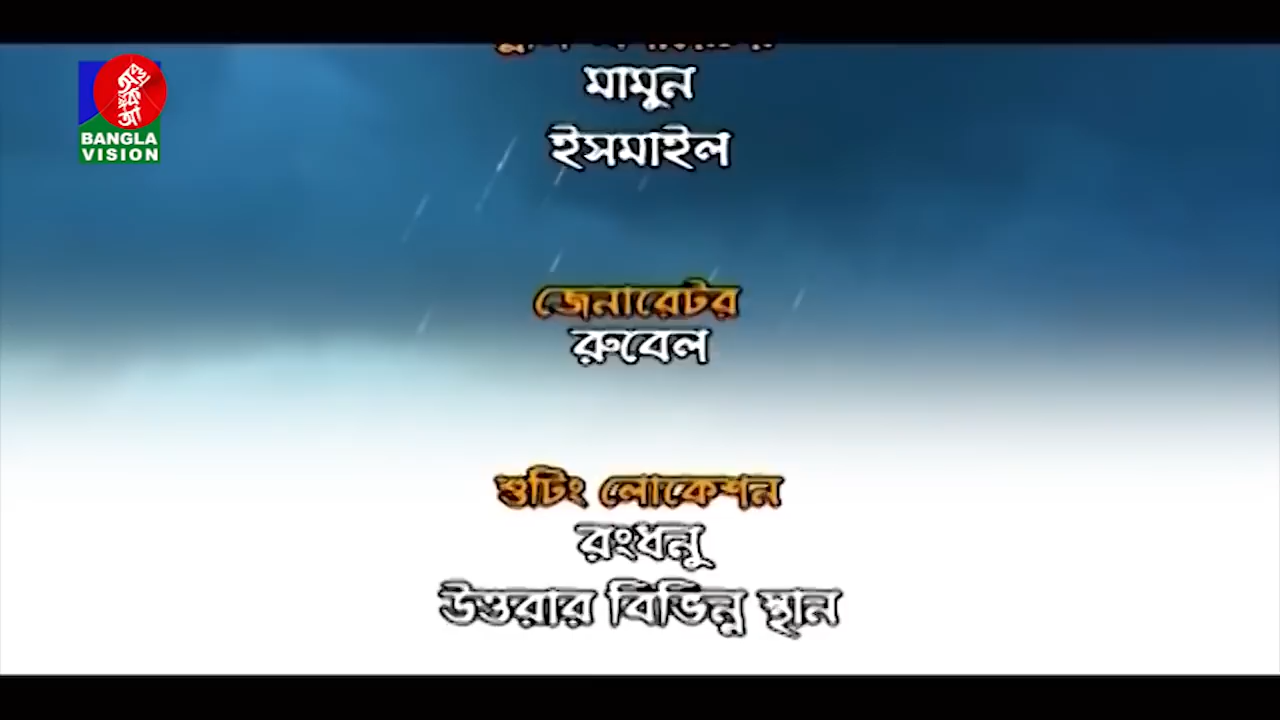 মামুন
ইসমাইল
BANGLA
VISION
জেনারেটর
রুবেল
শুটিং লোকেশন
রংধনু
উত্তরার বিভিন্ন স্থান